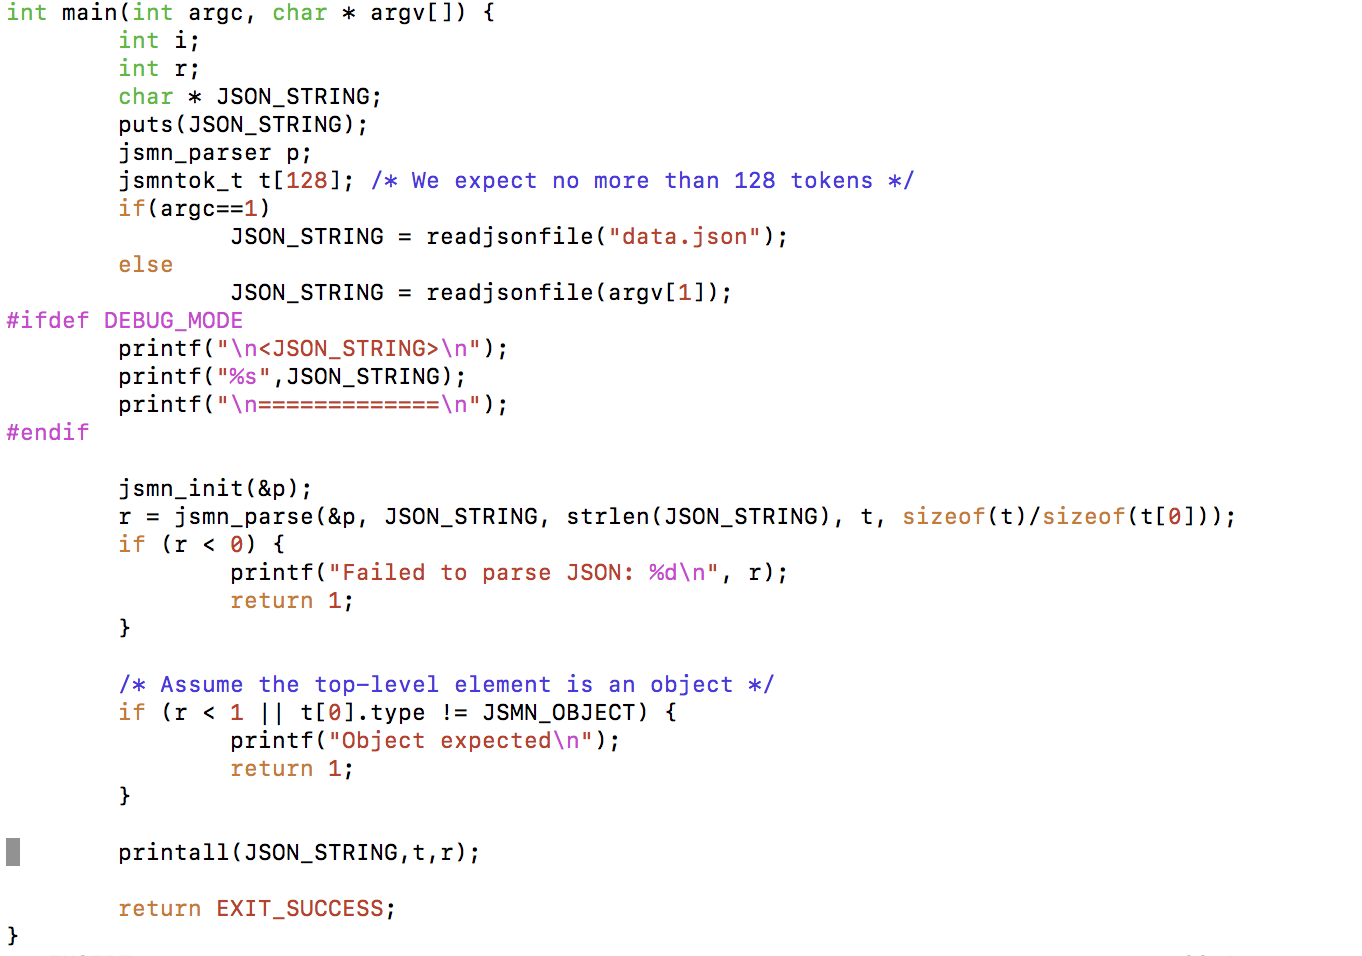 int main(int argc, char * argv[]) {
int i;
int r;
char * JSON_STRING;
puts(JSON_STRING);
jsmn_parser p;
jsmntok_t t[128]; /* We expect no more than 128 tokens */
if(argc==1)
JSON_STRING = readjsonfile("data.json");
else
JSON_STRING = readjsonfile(argv[1]);
#ifdef DEBUG_MODE
printf("\n<JSON_STRING>\n");
printf("%s",JSON_STRING);
printf("\n=============\n");
#endif
jsmn_init(&p);
r = jsmn_parse(&p, JSON_STRING, strlen(JSON_STRING), t, sizeof(t)/sizeof(t[0]));
if (r < 0) {
printf("Failed to parse JSON: %d\n", r);
return 1;
}
/* Assume the top-level element is an object */
if (r < 1 || t[0].type != JSMN_OBJECT) {
printf("Object expected\n");
return 1;
}
printall(JSON_STRING,t,r);
return EXIT_SUCCESS;
}